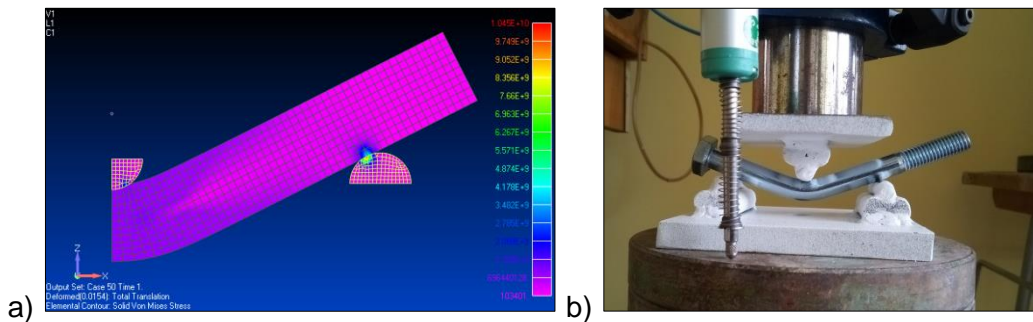 V1
L1
C1
1.045E+10
9.749E+9
9.052E+9
8.356E+9
7.66E+9
6.963E+9
6.267E+9
5.571E+9
4.874E+9
4.178E+9
3.482E+9
103401.
Z
X
Output Set: Case 50 Time 1.
Deformed(0.0154): Total Translation
Elemental Contour: Solid Von Mises Stress
a)
b)